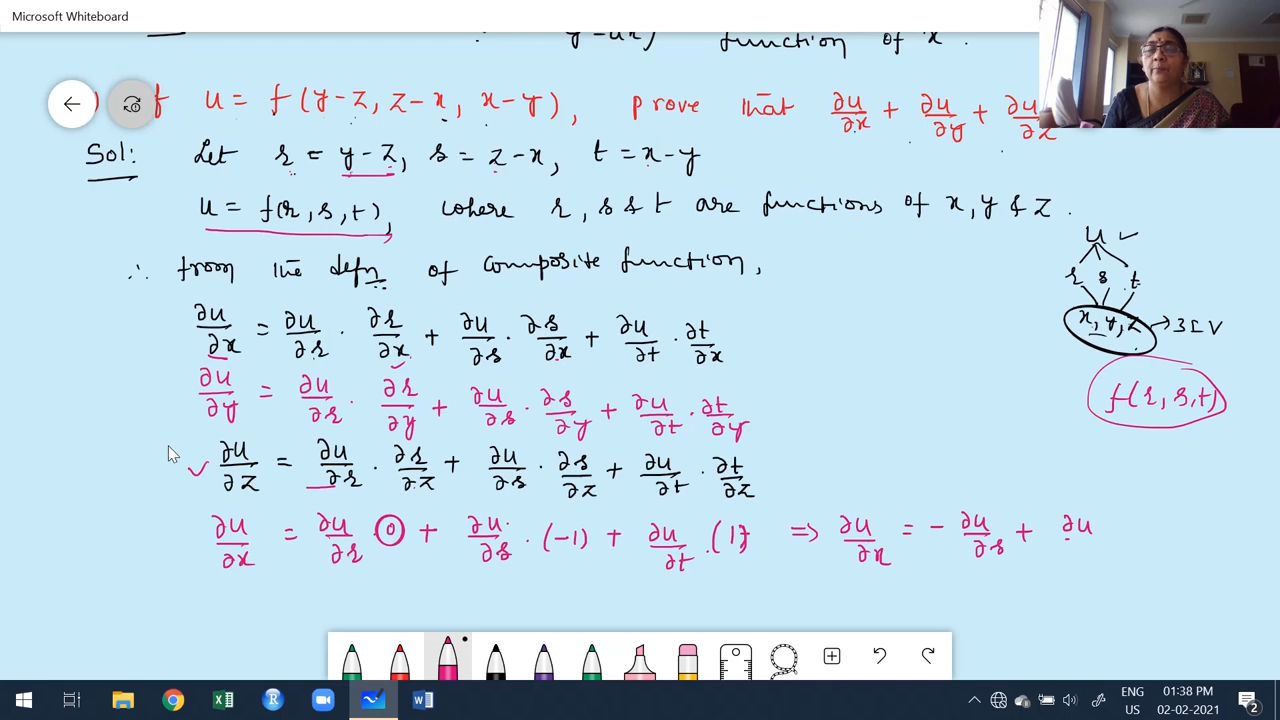 Microsoft Whiteboard
function of x.
f u = f(y-z, z-x, x-y), prove that ∂u/∂x + ∂u/∂y + ∂u/∂z
Sol: Let r = y-z, s = z-x, t = x-y
u = f(r, s, t), where r, s & t are functions of x, y & z.
∴ from the defn of composite function,
∂u/∂x = ∂u/∂r · ∂r/∂x + ∂u/∂s · ∂s/∂x + ∂u/∂t · ∂t/∂x
∂u/∂y = ∂u/∂r · ∂r/∂y + ∂u/∂s · ∂s/∂y + ∂u/∂t · ∂t/∂y
∂u/∂z = ∂u/∂r · ∂r/∂z + ∂u/∂s · ∂s/∂z + ∂u/∂t · ∂t/∂z
∂u/∂x = ∂u/∂r · 0 + ∂u/∂s · (-1) + ∂u/∂t · (1) ⇒ ∂u/∂x = - ∂u/∂s + ∂u
u
r s t
x, y, z → 3 I V
f(r, s, t)
ENG
US
01:38 PM
02-02-2021
2